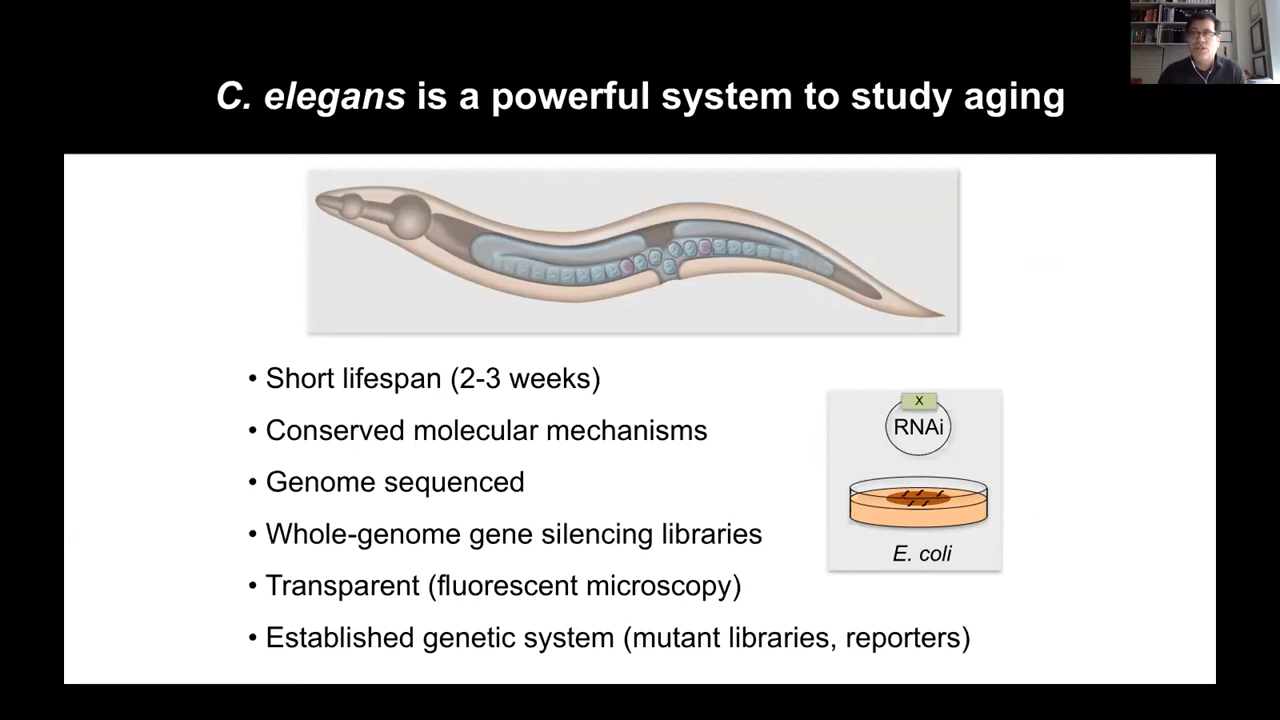 C. elegans is a powerful system to study aging
• Short lifespan (2-3 weeks)
• Conserved molecular mechanisms
• Genome sequenced
• Whole-genome gene silencing libraries
• Transparent (fluorescent microscopy)
• Established genetic system (mutant libraries, reporters)
X
RNAi
E. coli